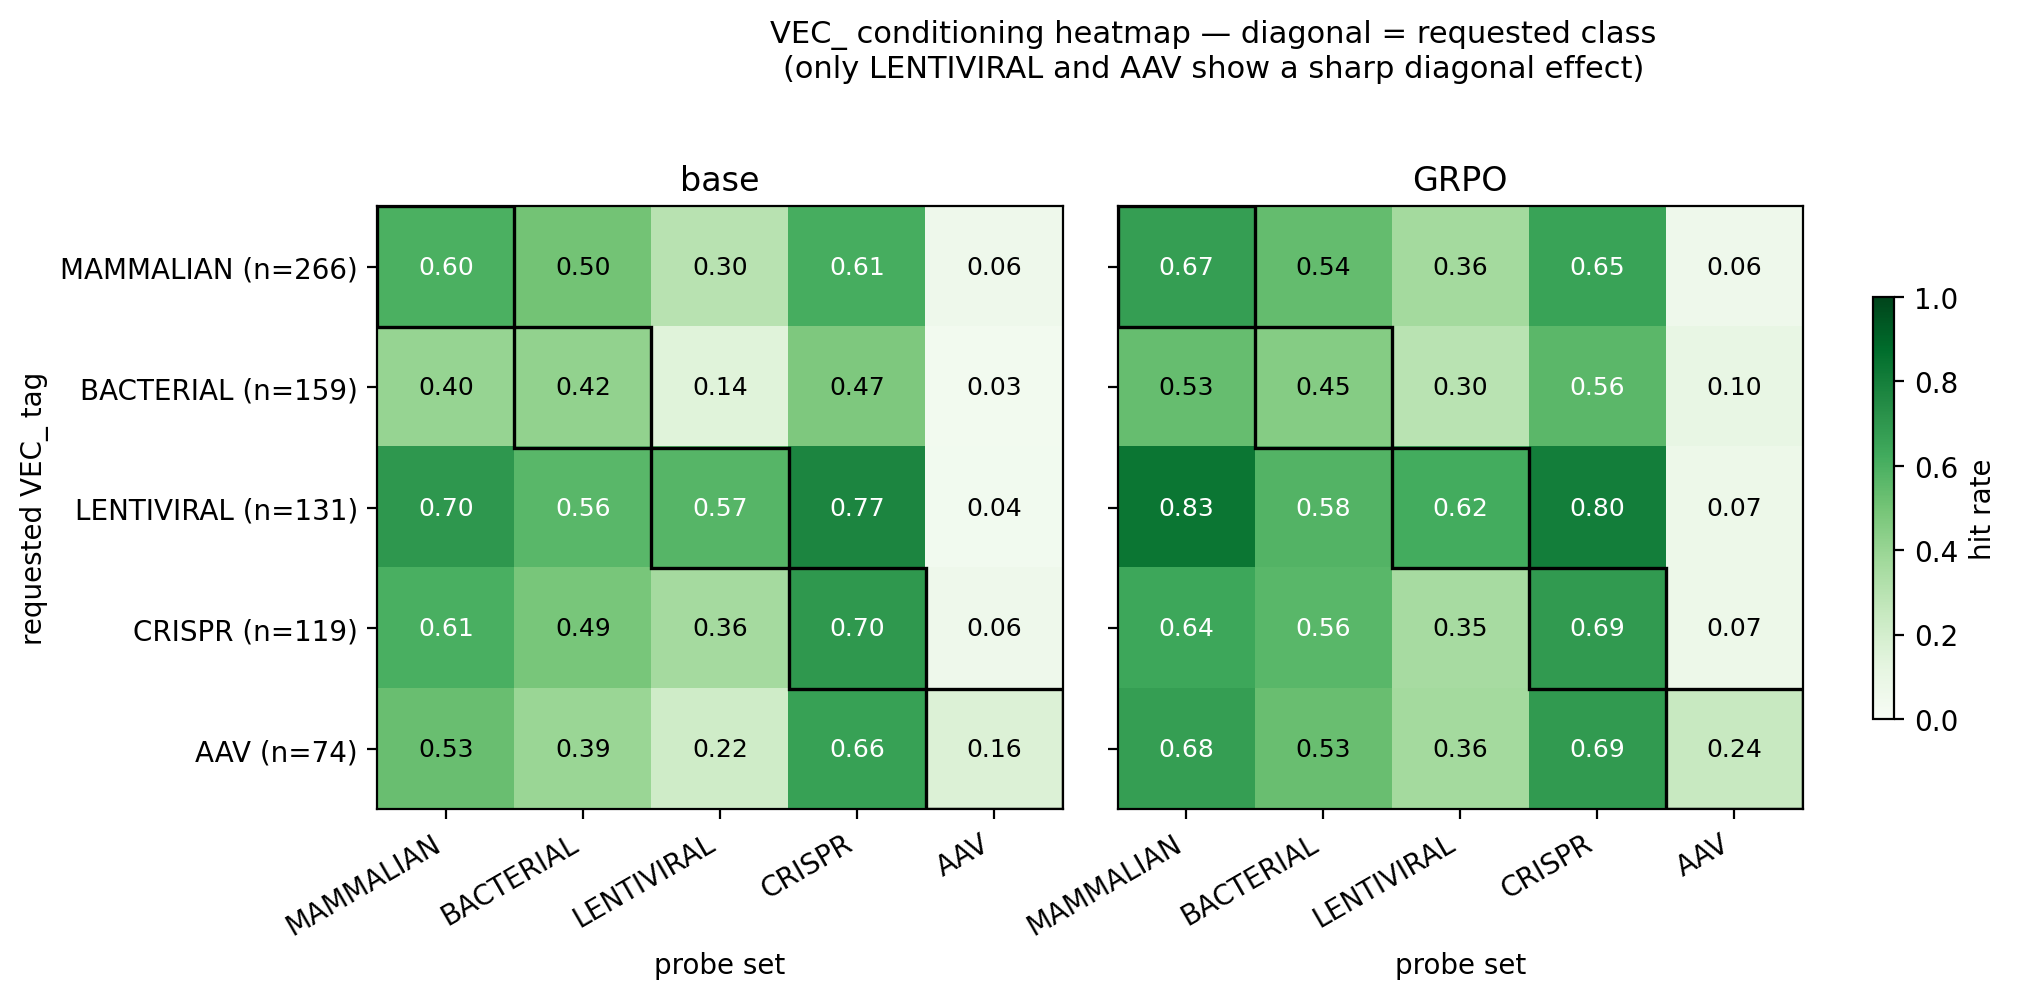 VEC_ conditioning heatmap — diagonal = requested class
(only LENTIVIRAL and AAV show a sharp diagonal effect)
base
GRPO
requested VEC_ tag
MAMMALIAN (n=266) 0.60 0.50 0.30 0.61 0.06 0.67 0.54 0.36 0.65 0.06
BACTERIAL (n=159) 0.40 0.42 0.14 0.47 0.03 0.53 0.45 0.30 0.56 0.10
LENTIVIRAL (n=131) 0.70 0.56 0.57 0.77 0.04 0.83 0.58 0.62 0.80 0.07
CRISPR (n=119) 0.61 0.49 0.36 0.70 0.06 0.64 0.56 0.35 0.69 0.07
AAV (n=74) 0.53 0.39 0.22 0.66 0.16 0.68 0.53 0.36 0.69 0.24
MAMMALIAN BACTERIAL LENTIVIRAL CRISPR AAV
probe set
MAMMALIAN BACTERIAL LENTIVIRAL CRISPR AAV
probe set
1.0
0.8
0.6
0.4
0.2
0.0
hit rate